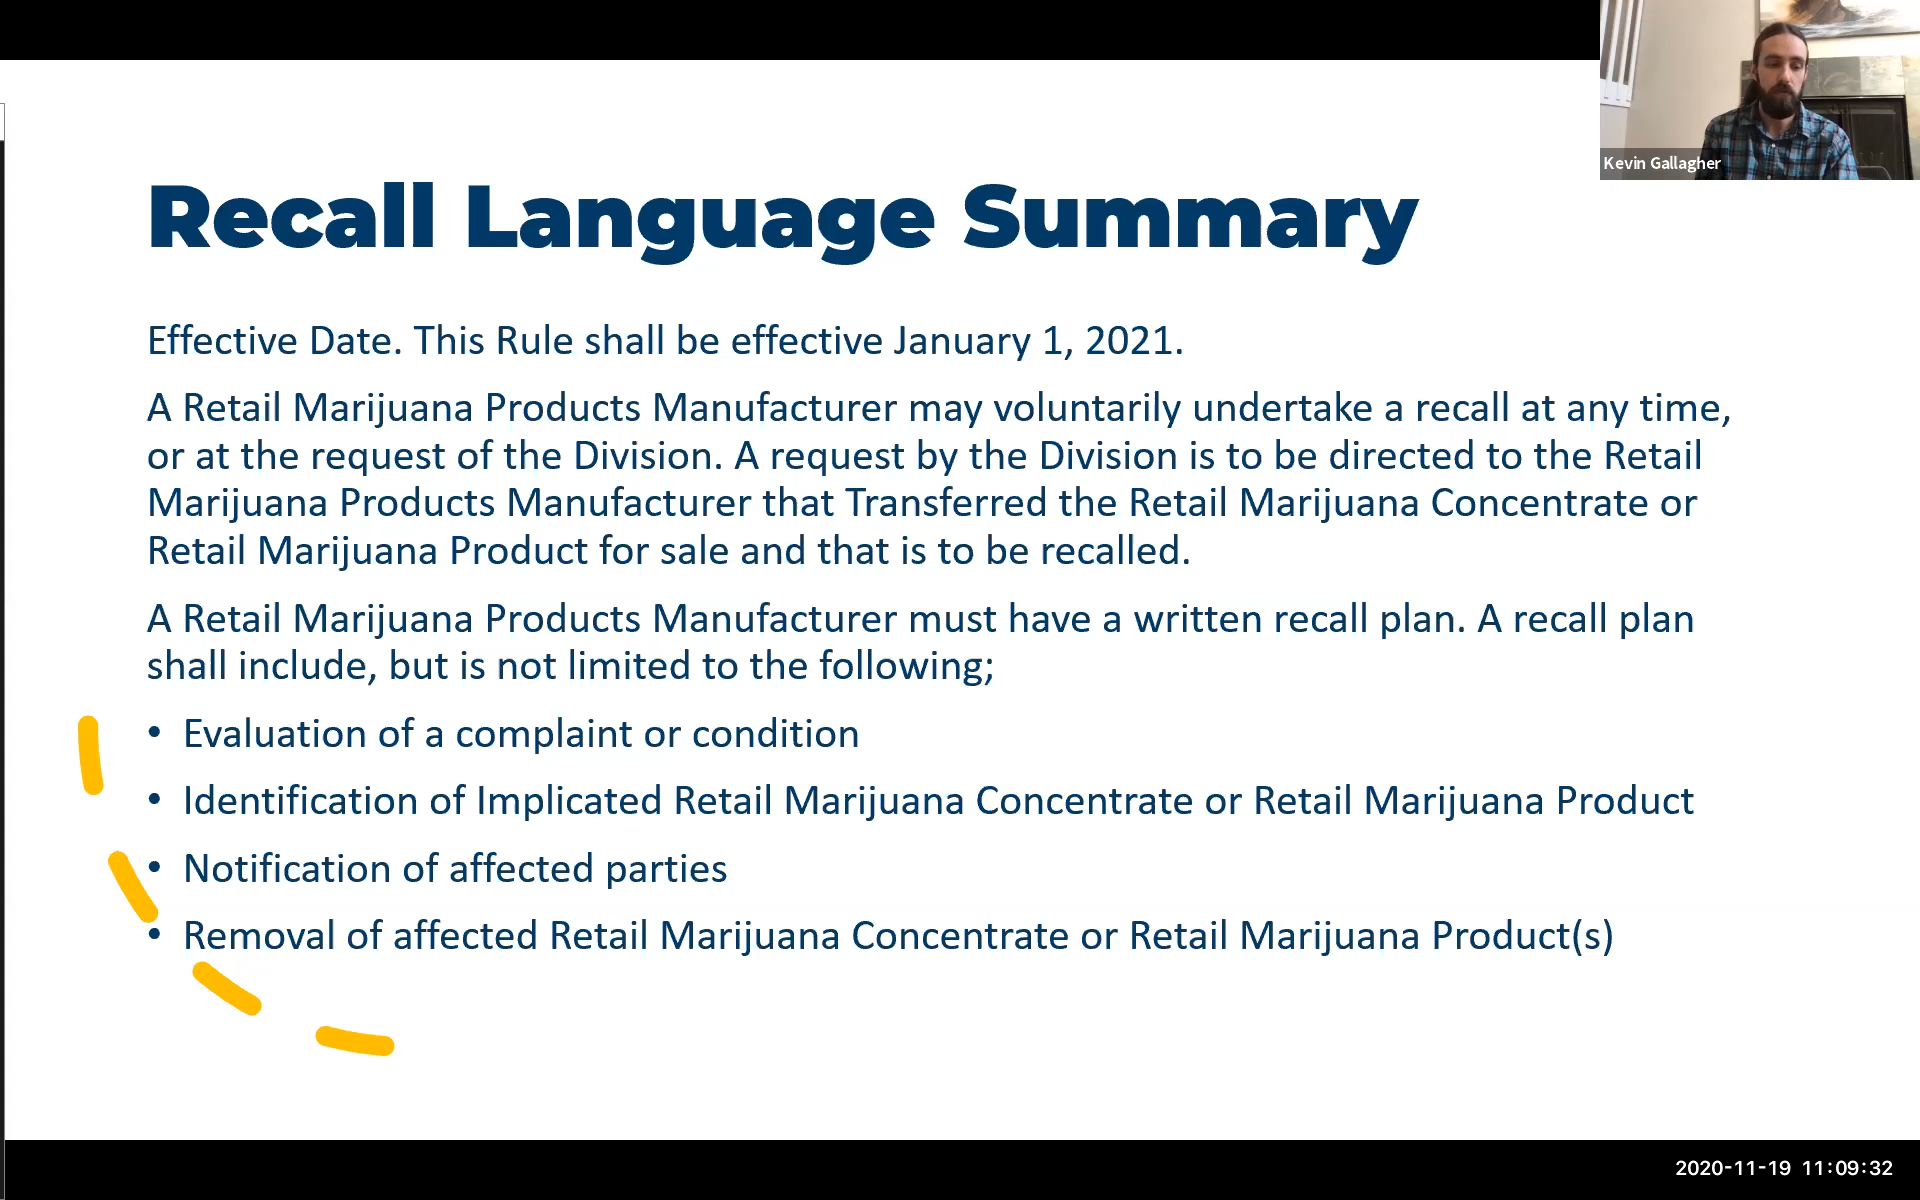 Kevin Gallagher
Recall Language Summary
Effective Date. This Rule shall be effective January 1, 2021.
A Retail Marijuana Products Manufacturer may voluntarily undertake a recall at any time,
or at the request of the Division. A request by the Division is to be directed to the Retail
Marijuana Products Manufacturer that Transferred the Retail Marijuana Concentrate or
Retail Marijuana Product for sale and that is to be recalled.
A Retail Marijuana Products Manufacturer must have a written recall plan. A recall plan
shall include, but is not limited to the following;
• Evaluation of a complaint or condition
• Identification of Implicated Retail Marijuana Concentrate or Retail Marijuana Product
• Notification of affected parties
• Removal of affected Retail Marijuana Concentrate or Retail Marijuana Product(s)
2020-11-19 11:09:32